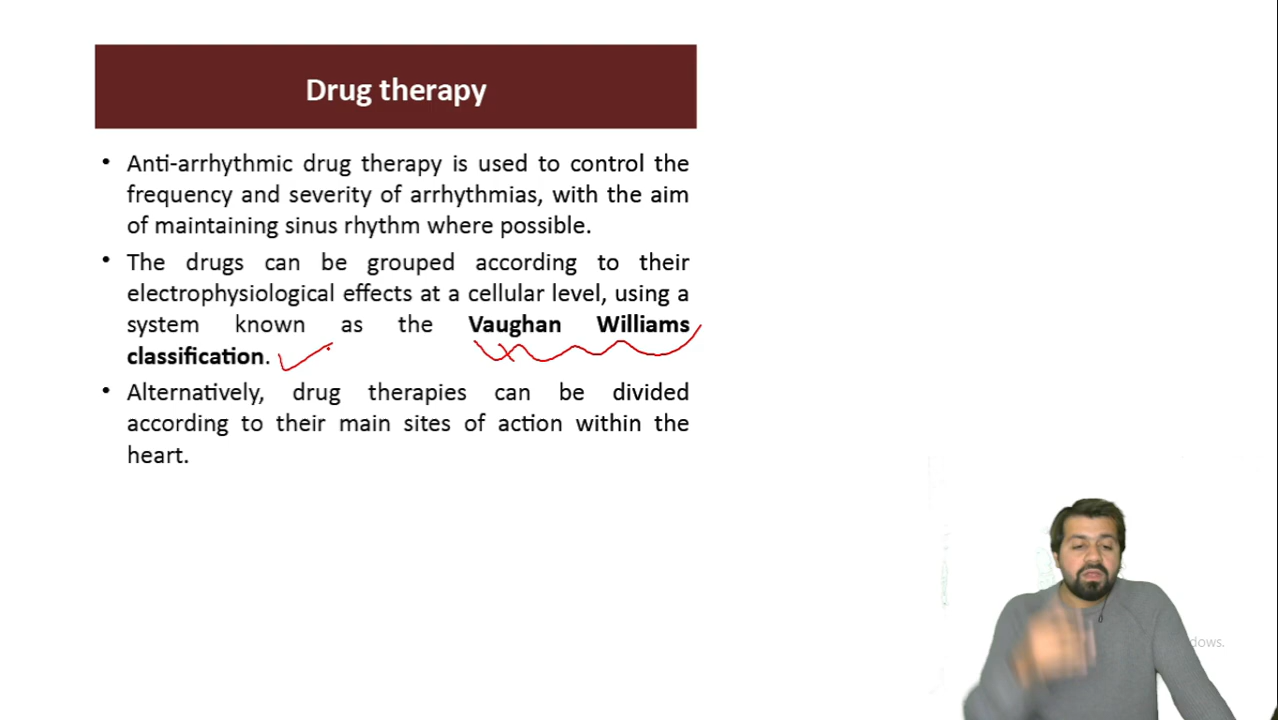 Drug therapy
• Anti-arrhythmic drug therapy is used to control the
frequency and severity of arrhythmias, with the aim
of maintaining sinus rhythm where possible.
• The drugs can be grouped according to their
electrophysiological effects at a cellular level, using a
system known as the Vaughan Williams
classification.
• Alternatively, drug therapies can be divided
according to their main sites of action within the
heart.
dows.